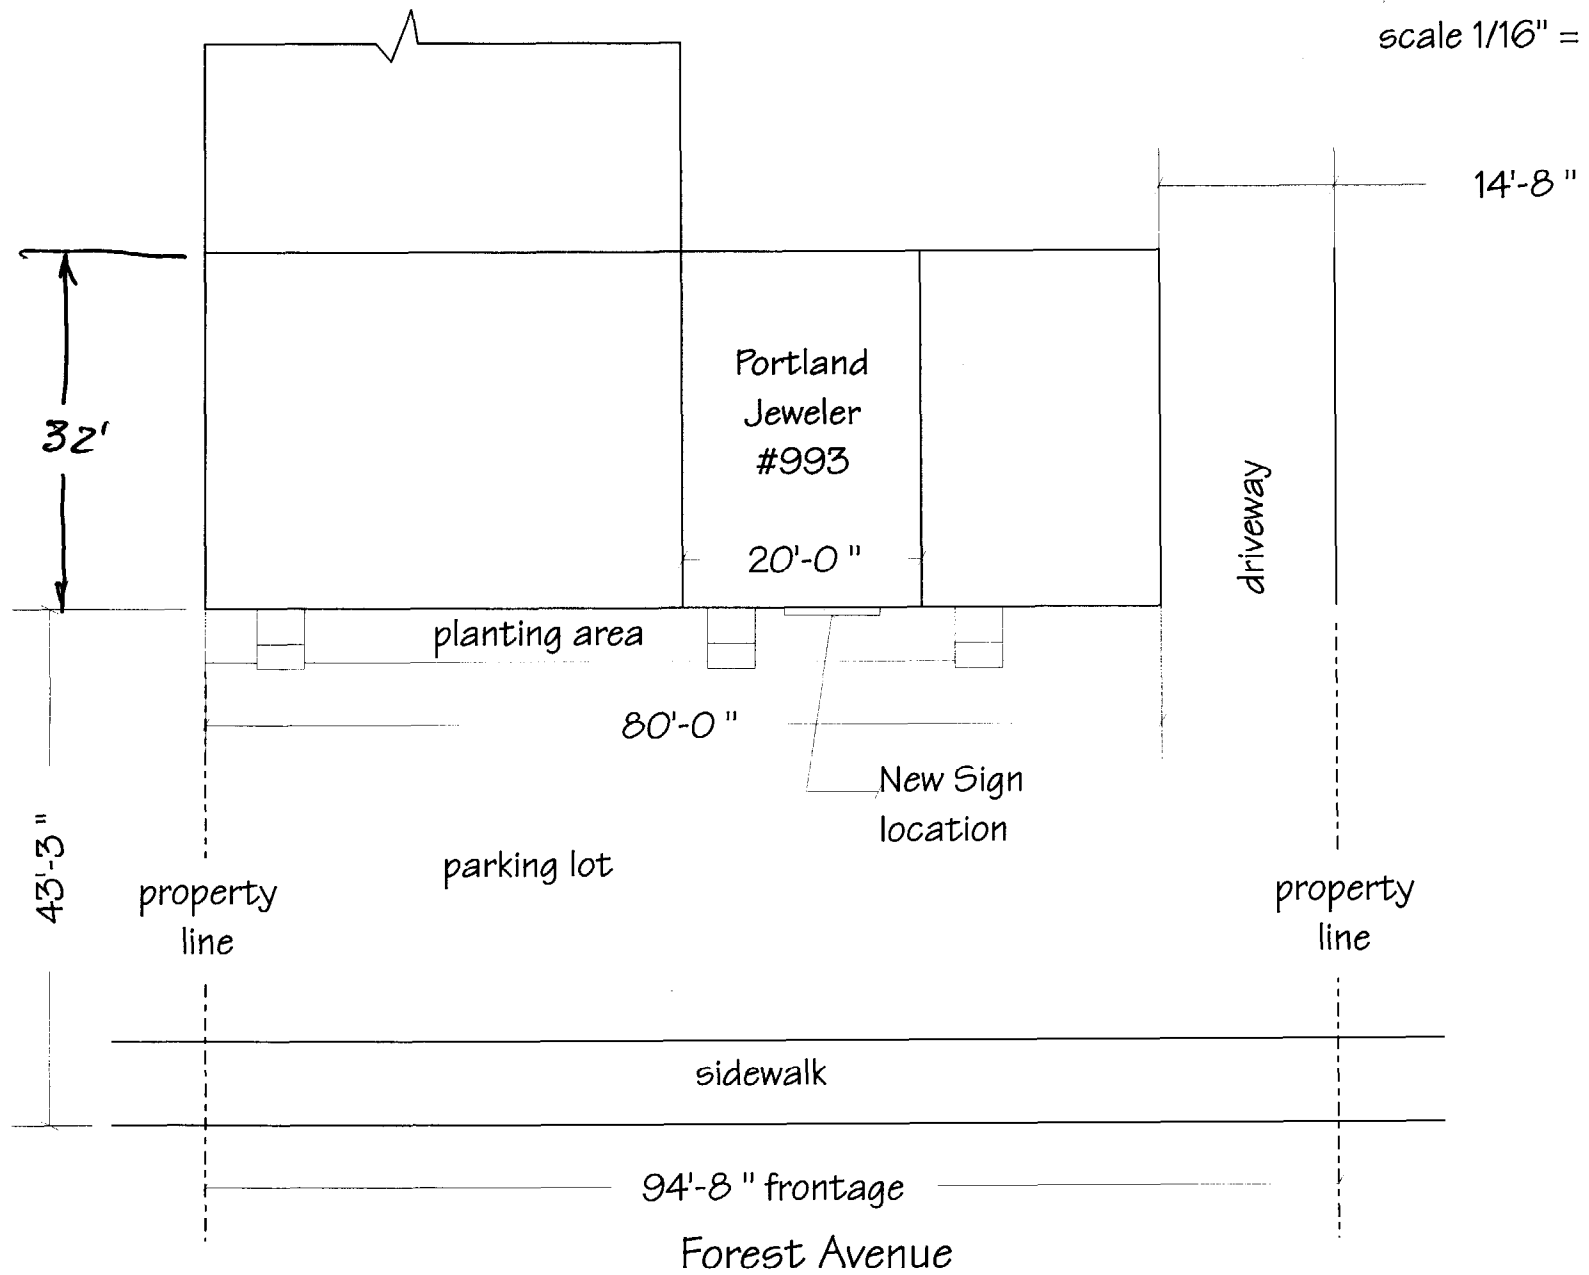 scale 1/16" =
14'-8"
Portland
Jeweler
#993
32'
driveway
20'-0"
planting area
80'-0"
New Sign
location
43'-3"
parking lot
property
line
property
line
sidewalk
94'-8" frontage
Forest Avenue